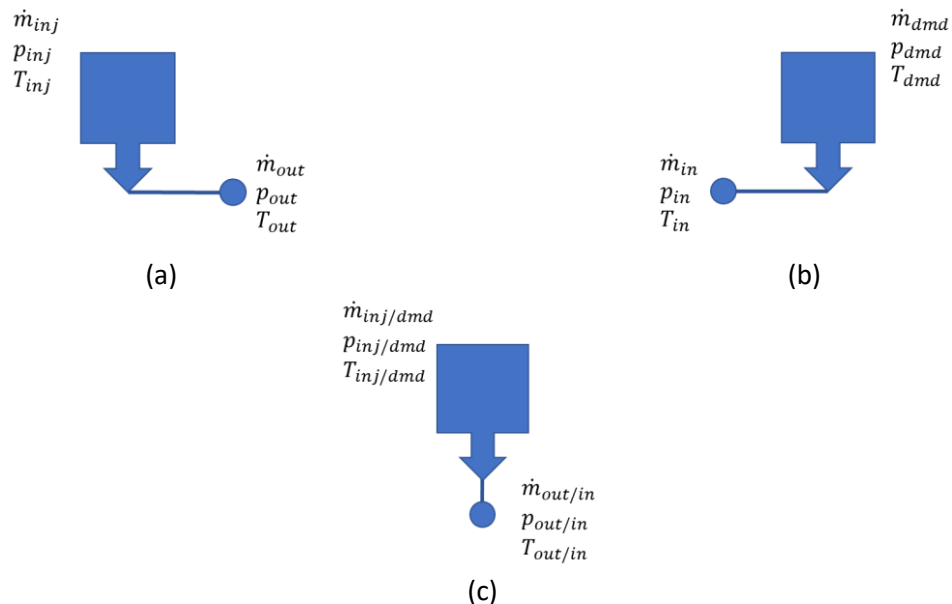 ṁ_inj
p_inj
T_inj
ṁ_out
p_out
T_out
(a)
ṁ_dmd
p_dmd
T_dmd
ṁ_in
p_in
T_in
(b)
ṁ_inj/dmd
p_inj/dmd
T_inj/dmd
ṁ_out/in
p_out/in
T_out/in
(c)